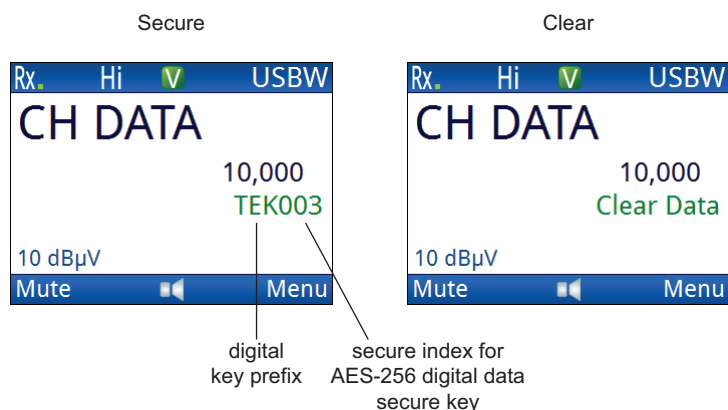 Secure
Clear
Rx. Hi V USBW
CH DATA
10,000
TEK003
10 dBµV
Mute Menu
Rx. Hi V USBW
CH DATA
10,000
Clear Data
10 dBµV
Mute Menu
digital
key prefix
secure index for
AES-256 digital data
secure key